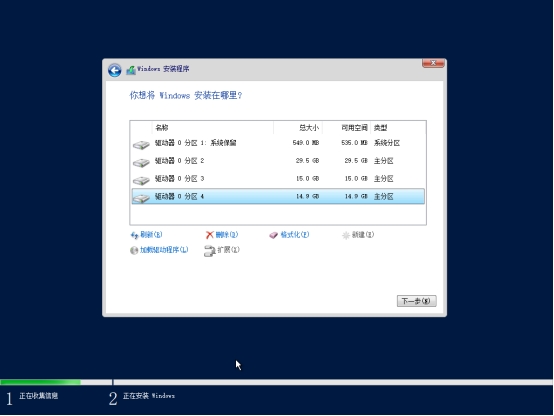 Windows 安装程序
你想将 Windows 安装在哪里?
名称 总大小 可用空间 类型
驱动器 0 分区 1: 系统保留 549.0 MB 535.0 MB 系统分区
驱动器 0 分区 2 29.5 GB 29.5 GB 主分区
驱动器 0 分区 3 15.0 GB 15.0 GB 主分区
驱动器 0 分区 4 14.9 GB 14.9 GB 主分区
刷新(R) 删除(D) 格式化(F) 新建(E)
加载驱动程序(L) 扩展(X)
下一步(N)
1 正在收集信息 2 正在安装 Windows